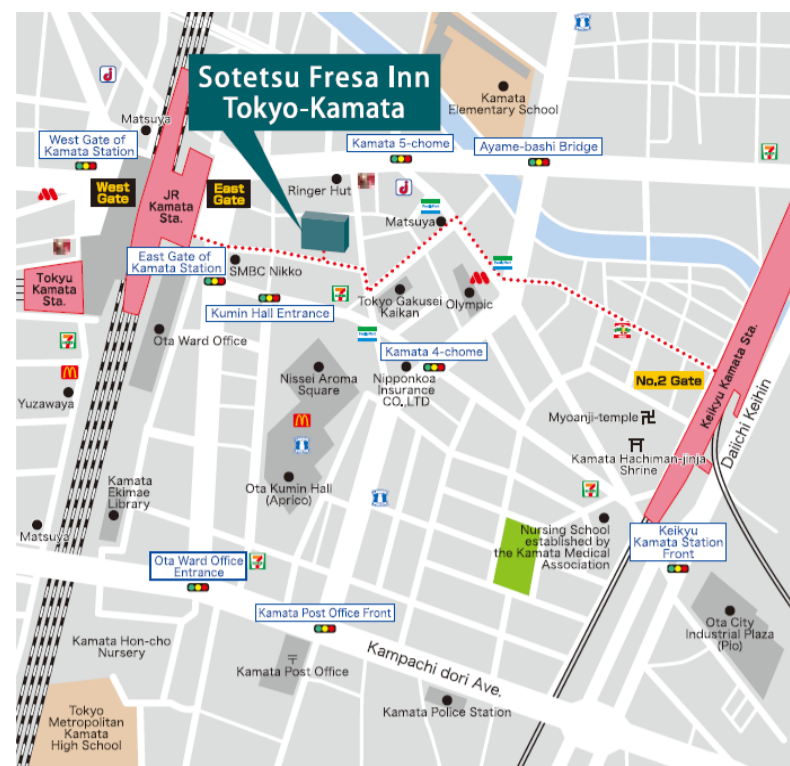 Sotetsu Fresa Inn
Tokyo-Kamata
Kamata
Elementary School
Matsuya
West Gate of
Kamata Station
Kamata 5-chome
Ayame-bashi Bridge
West
Gate
JR
Kamata
Sta.
East
Gate
Ringer Hut
Matsuya
East Gate of
Kamata Station
SMBC Nikko
Tokyu
Kamata
Sta.
Kumin Hall Entrance
Tokyo Gakusei
Kaikan
Olympic
Ota Ward Office
Kamata 4-chome
Nissei Aroma
Square
Nipponkoa
Insurance
CO.,LTD
No.2 Gate
Keikyu Kamata Sta.
Daiichi Keihin
Yuzawaya
Myoanji-temple 卍
Kamata Hachiman-jinja
Shrine
Kamata
Ekimae
Library
Ota Kumin Hall
(Aprico)
Matsuya
Nursing School
established by
the Kamata Medical
Association
Keikyu
Kamata Station
Front
Ota Ward Office
Entrance
Kamata Post Office Front
Ota City
Industrial Plaza
(Pio)
Kamata Hon-cho
Nursery
〒
Kamata Post Office
Kampachi dori Ave.
Kamata Police Station
Tokyo
Metropolitan
Kamata
High School